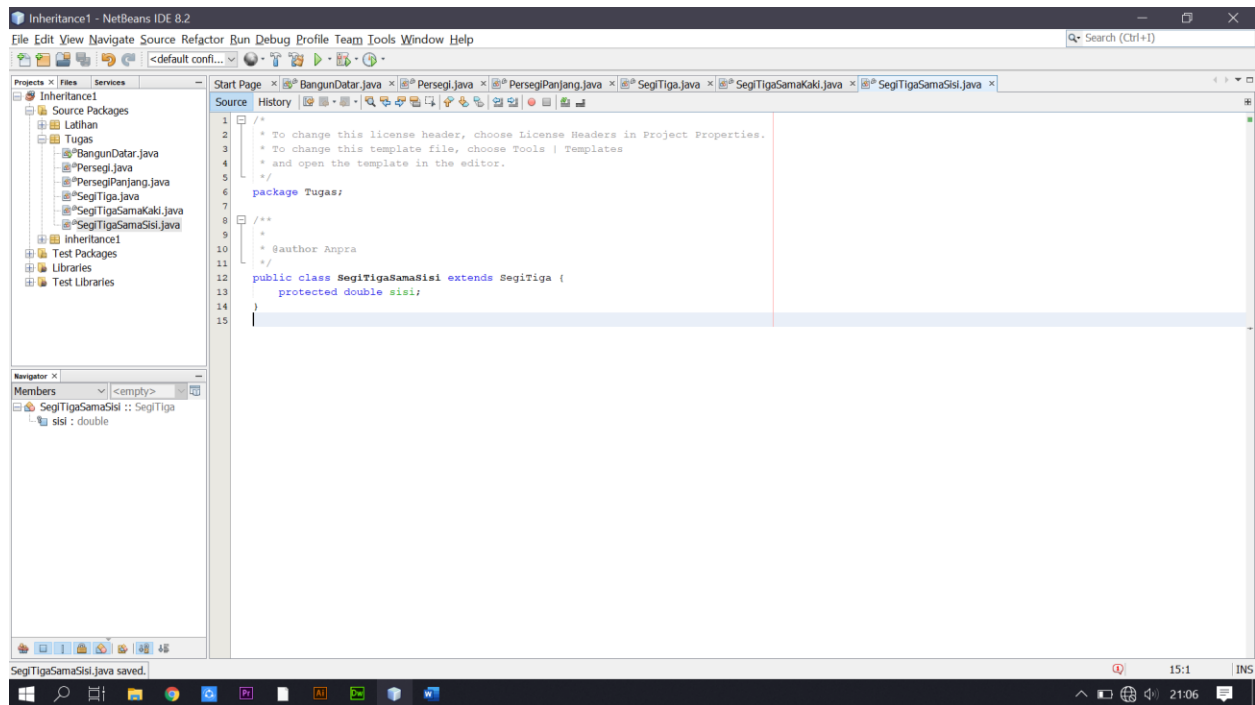 Inheritance1 - NetBeans IDE 8.2
File Edit View Navigate Source Refactor Run Debug Profile Team Tools Window Help
Search (Ctrl+I)
<default confi...
Projects Files Services
Start Page BangunDatar.java Persegi.java PersegiPanjang.java SegiTiga.java SegiTigaSamaKaki.java SegiTigaSamaSisi.java
Source History
Inheritance1
Source Packages
Latihan
Tugas
BangunDatar.java
Persegi.java
PersegiPanjang.java
SegiTiga.java
SegiTigaSamaKaki.java
SegiTigaSamaSisi.java
inheritance1
Test Packages
Libraries
Test Libraries
1 /*
2 * To change this license header, choose License Headers in Project Properties.
3 * To change this template file, choose Tools | Templates
4 * and open the template in the editor.
5 */
6 package Tugas;
7
8 /**
9 *
10 * @author Anpra
11 */
12 public class SegiTigaSamaSisi extends SegiTiga {
13 protected double sisi;
14 }
15
Navigator
Members <empty>
SegiTigaSamaSisi :: SegiTiga
sisi : double
SegiTigaSamaSisi.java saved.
15:1 INS
Pr Ai Dw W
21:06